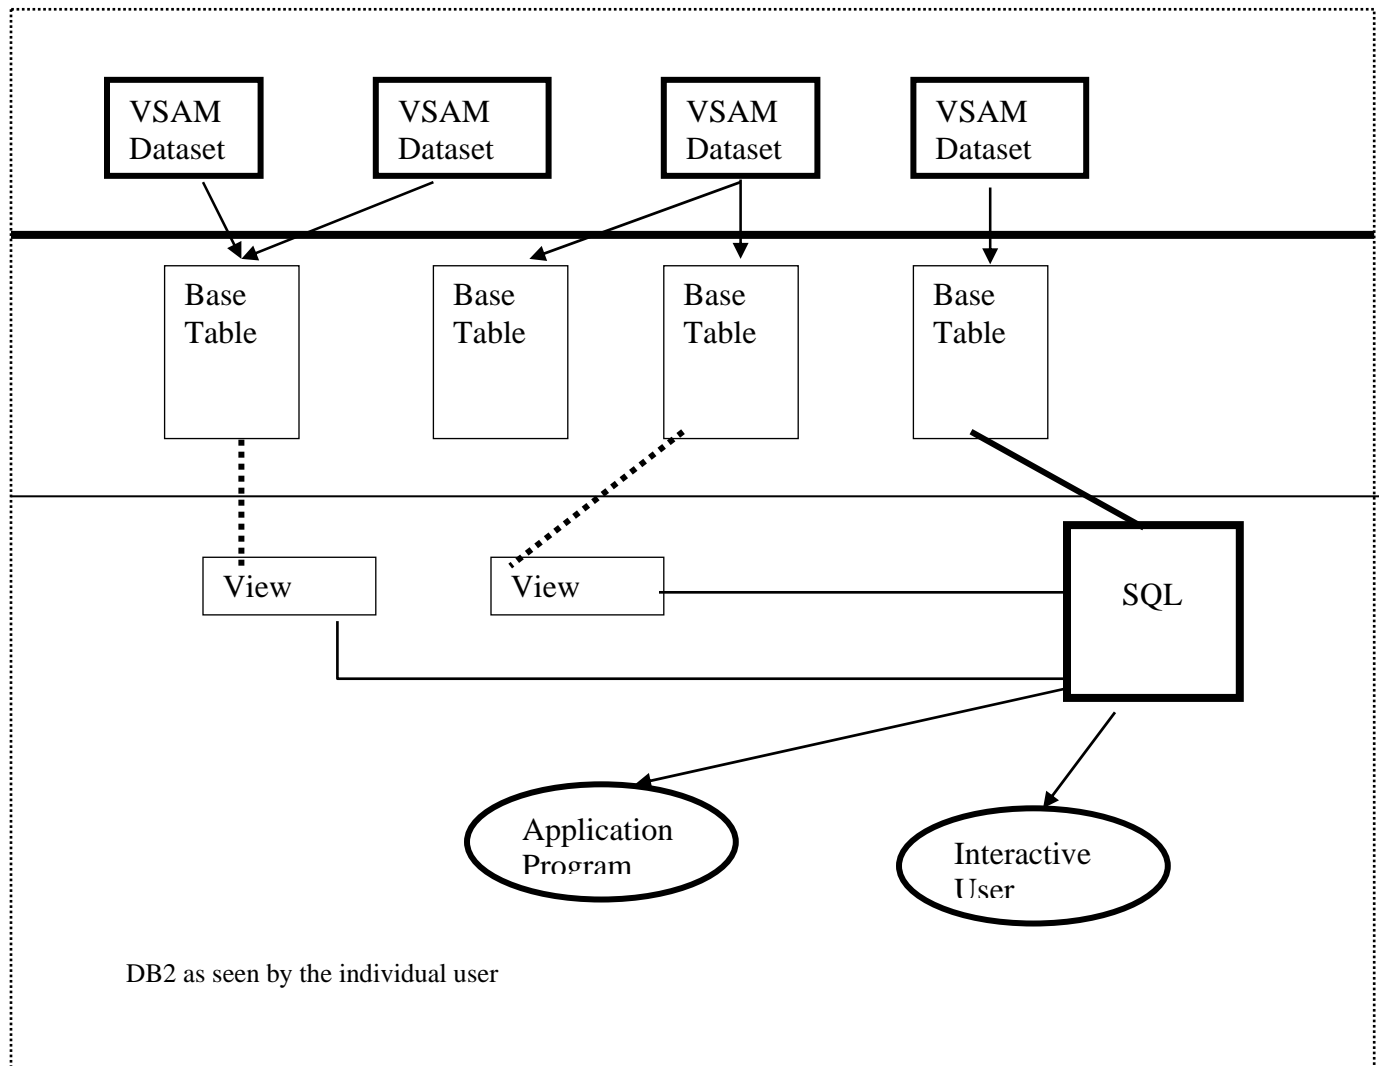 VSAM
Dataset
VSAM
Dataset
VSAM
Dataset
VSAM
Dataset
Base
Table
Base
Table
Base
Table
Base
Table
View
View
SQL
Application
Program
Interactive
User
DB2 as seen by the individual user